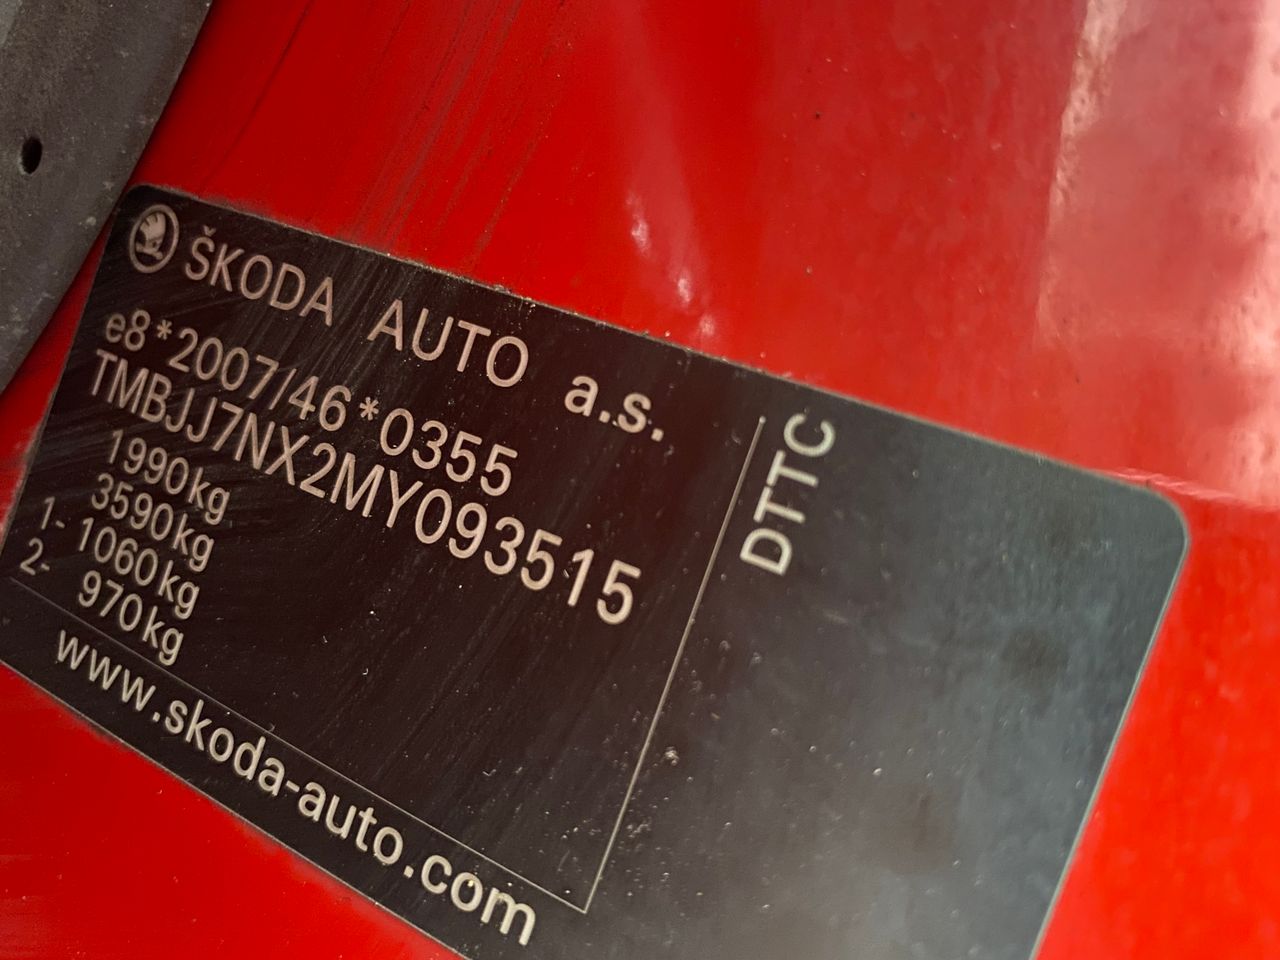 ŠKODA AUTO a.s.
e8*2007/46*0355
TMBJJ7NX2MY093515
1990kg
3590kg
1- 1060kg
2- 970kg
www.skoda-auto.com
DTTC